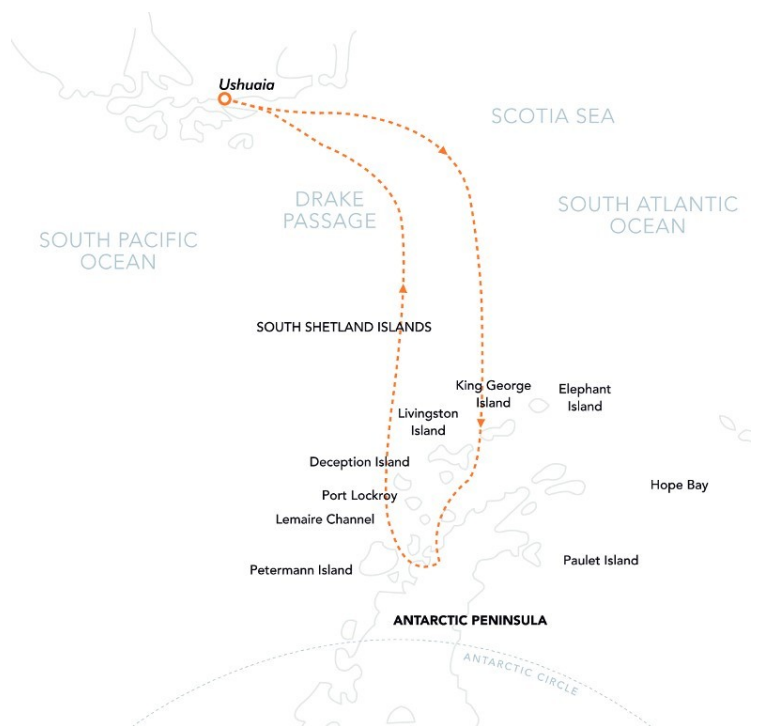 Ushuaia
SCOTIA SEA
DRAKE
PASSAGE
SOUTH ATLANTIC
OCEAN
SOUTH PACIFIC
OCEAN
SOUTH SHETLAND ISLANDS
King George
Island
Elephant
Island
Livingston
Island
Deception Island
Hope Bay
Port Lockroy
Lemaire Channel
Petermann Island
Paulet Island
ANTARCTIC PENINSULA
ANTARCTIC CIRCLE